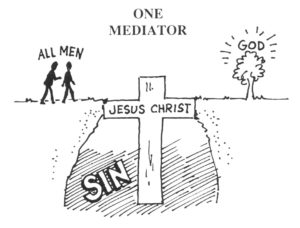 ONE
MEDIATOR
ALL MEN
GOD
JESUS CHRIST
SIN